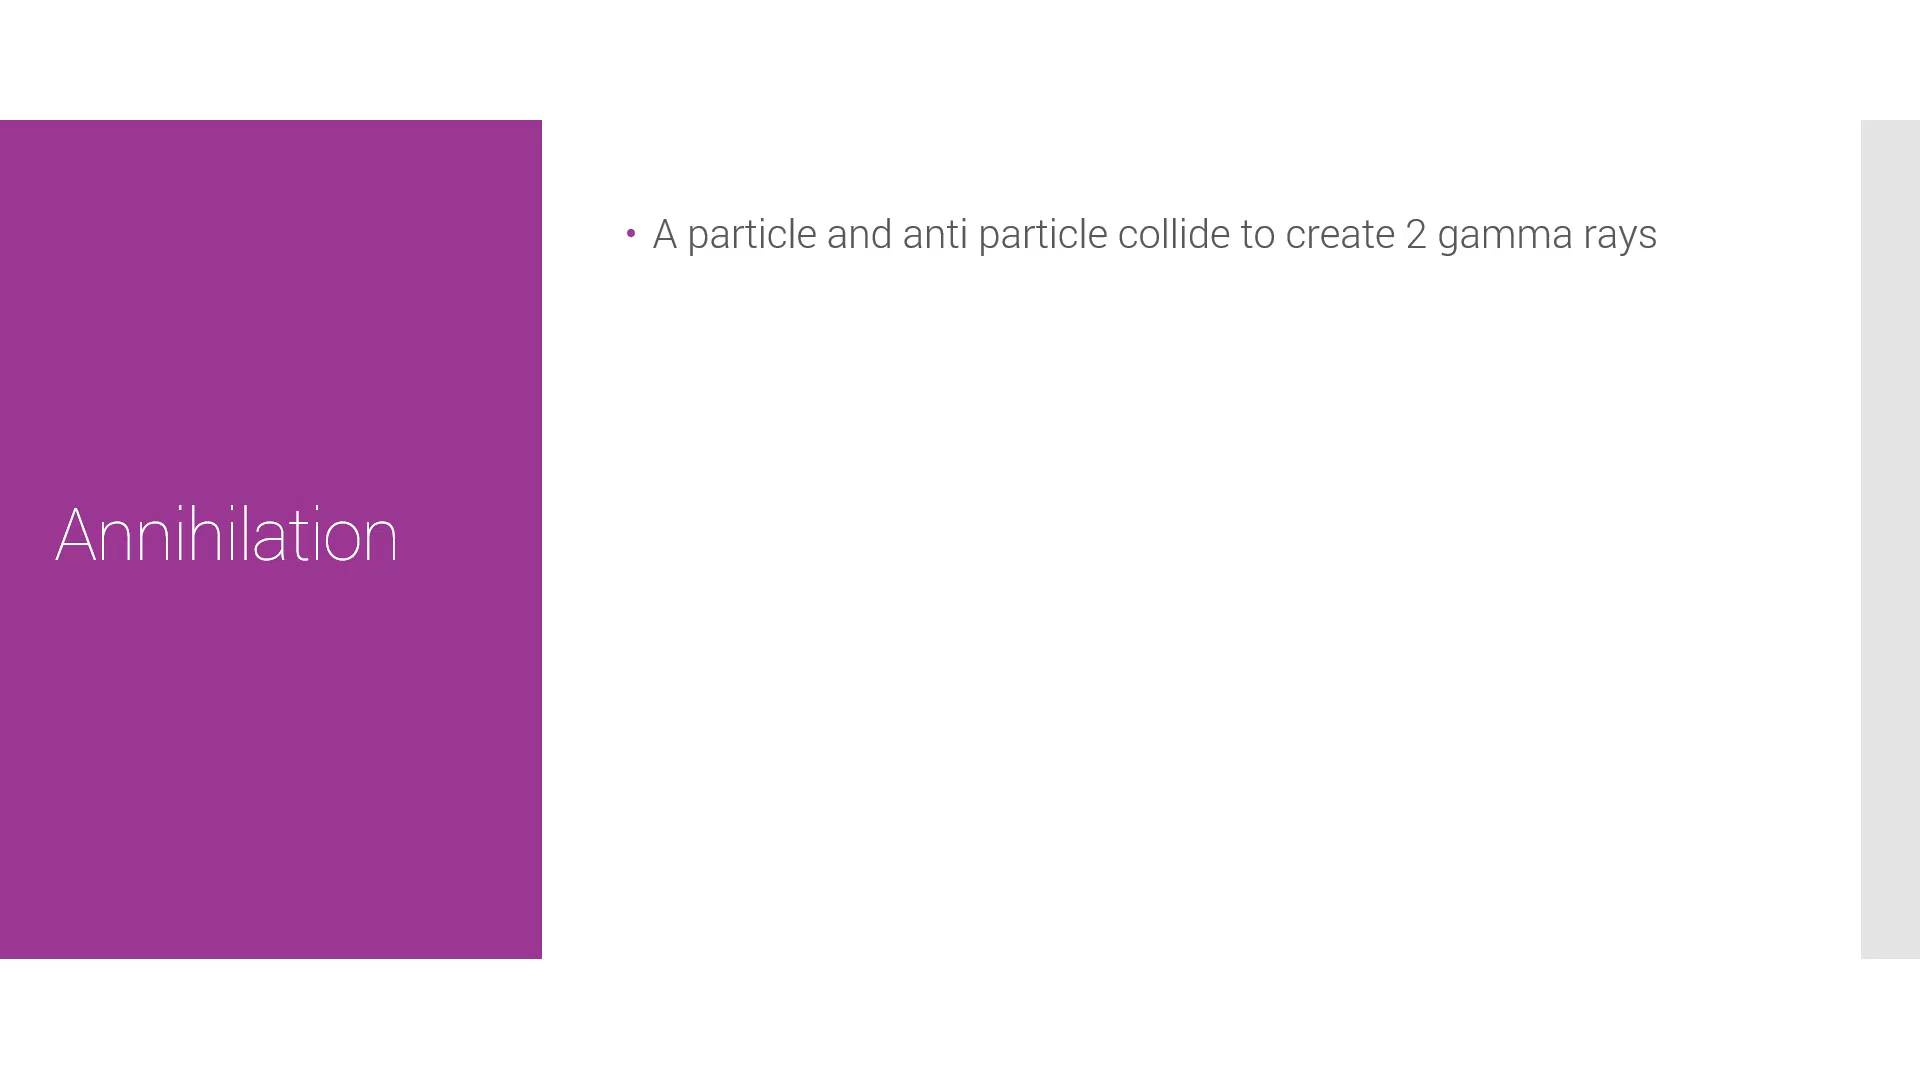 Annihilation
• A particle and anti particle collide to create 2 gamma rays